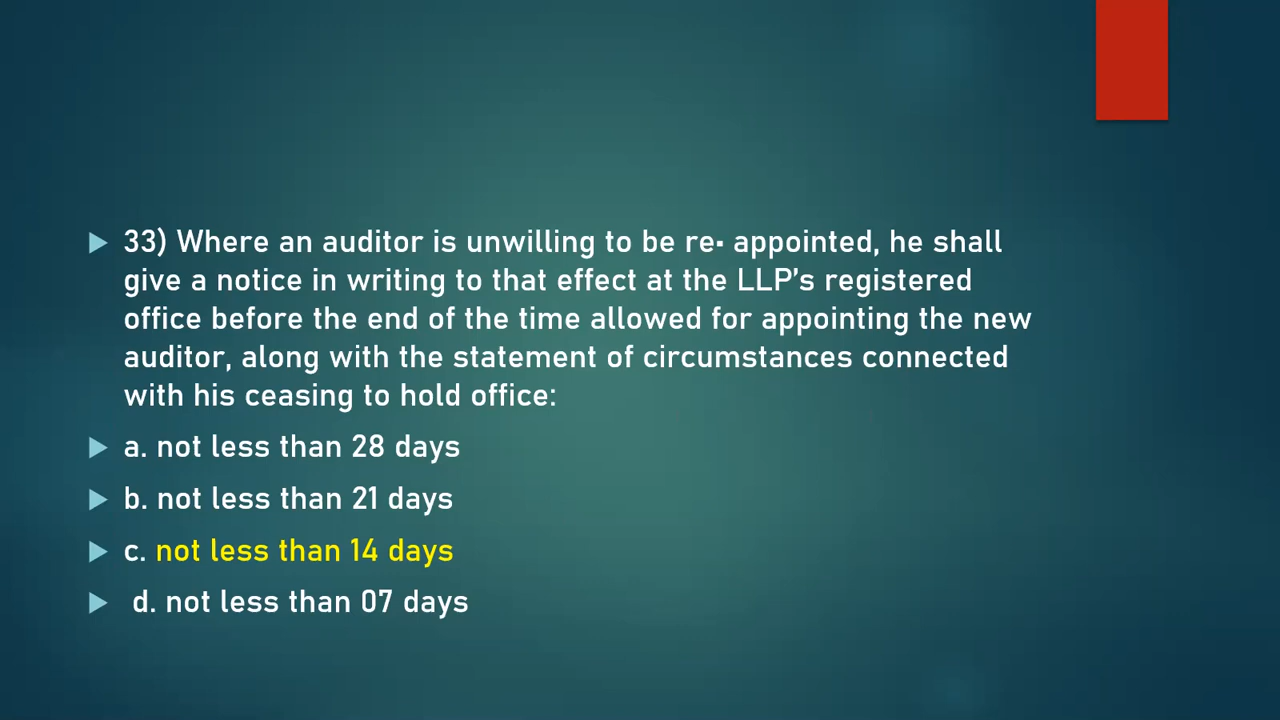 33) Where an auditor is unwilling to be re▪ appointed, he shall
give a notice in writing to that effect at the LLP's registered
office before the end of the time allowed for appointing the new
auditor, along with the statement of circumstances connected
with his ceasing to hold office:
a. not less than 28 days
b. not less than 21 days
c. not less than 14 days
d. not less than 07 days